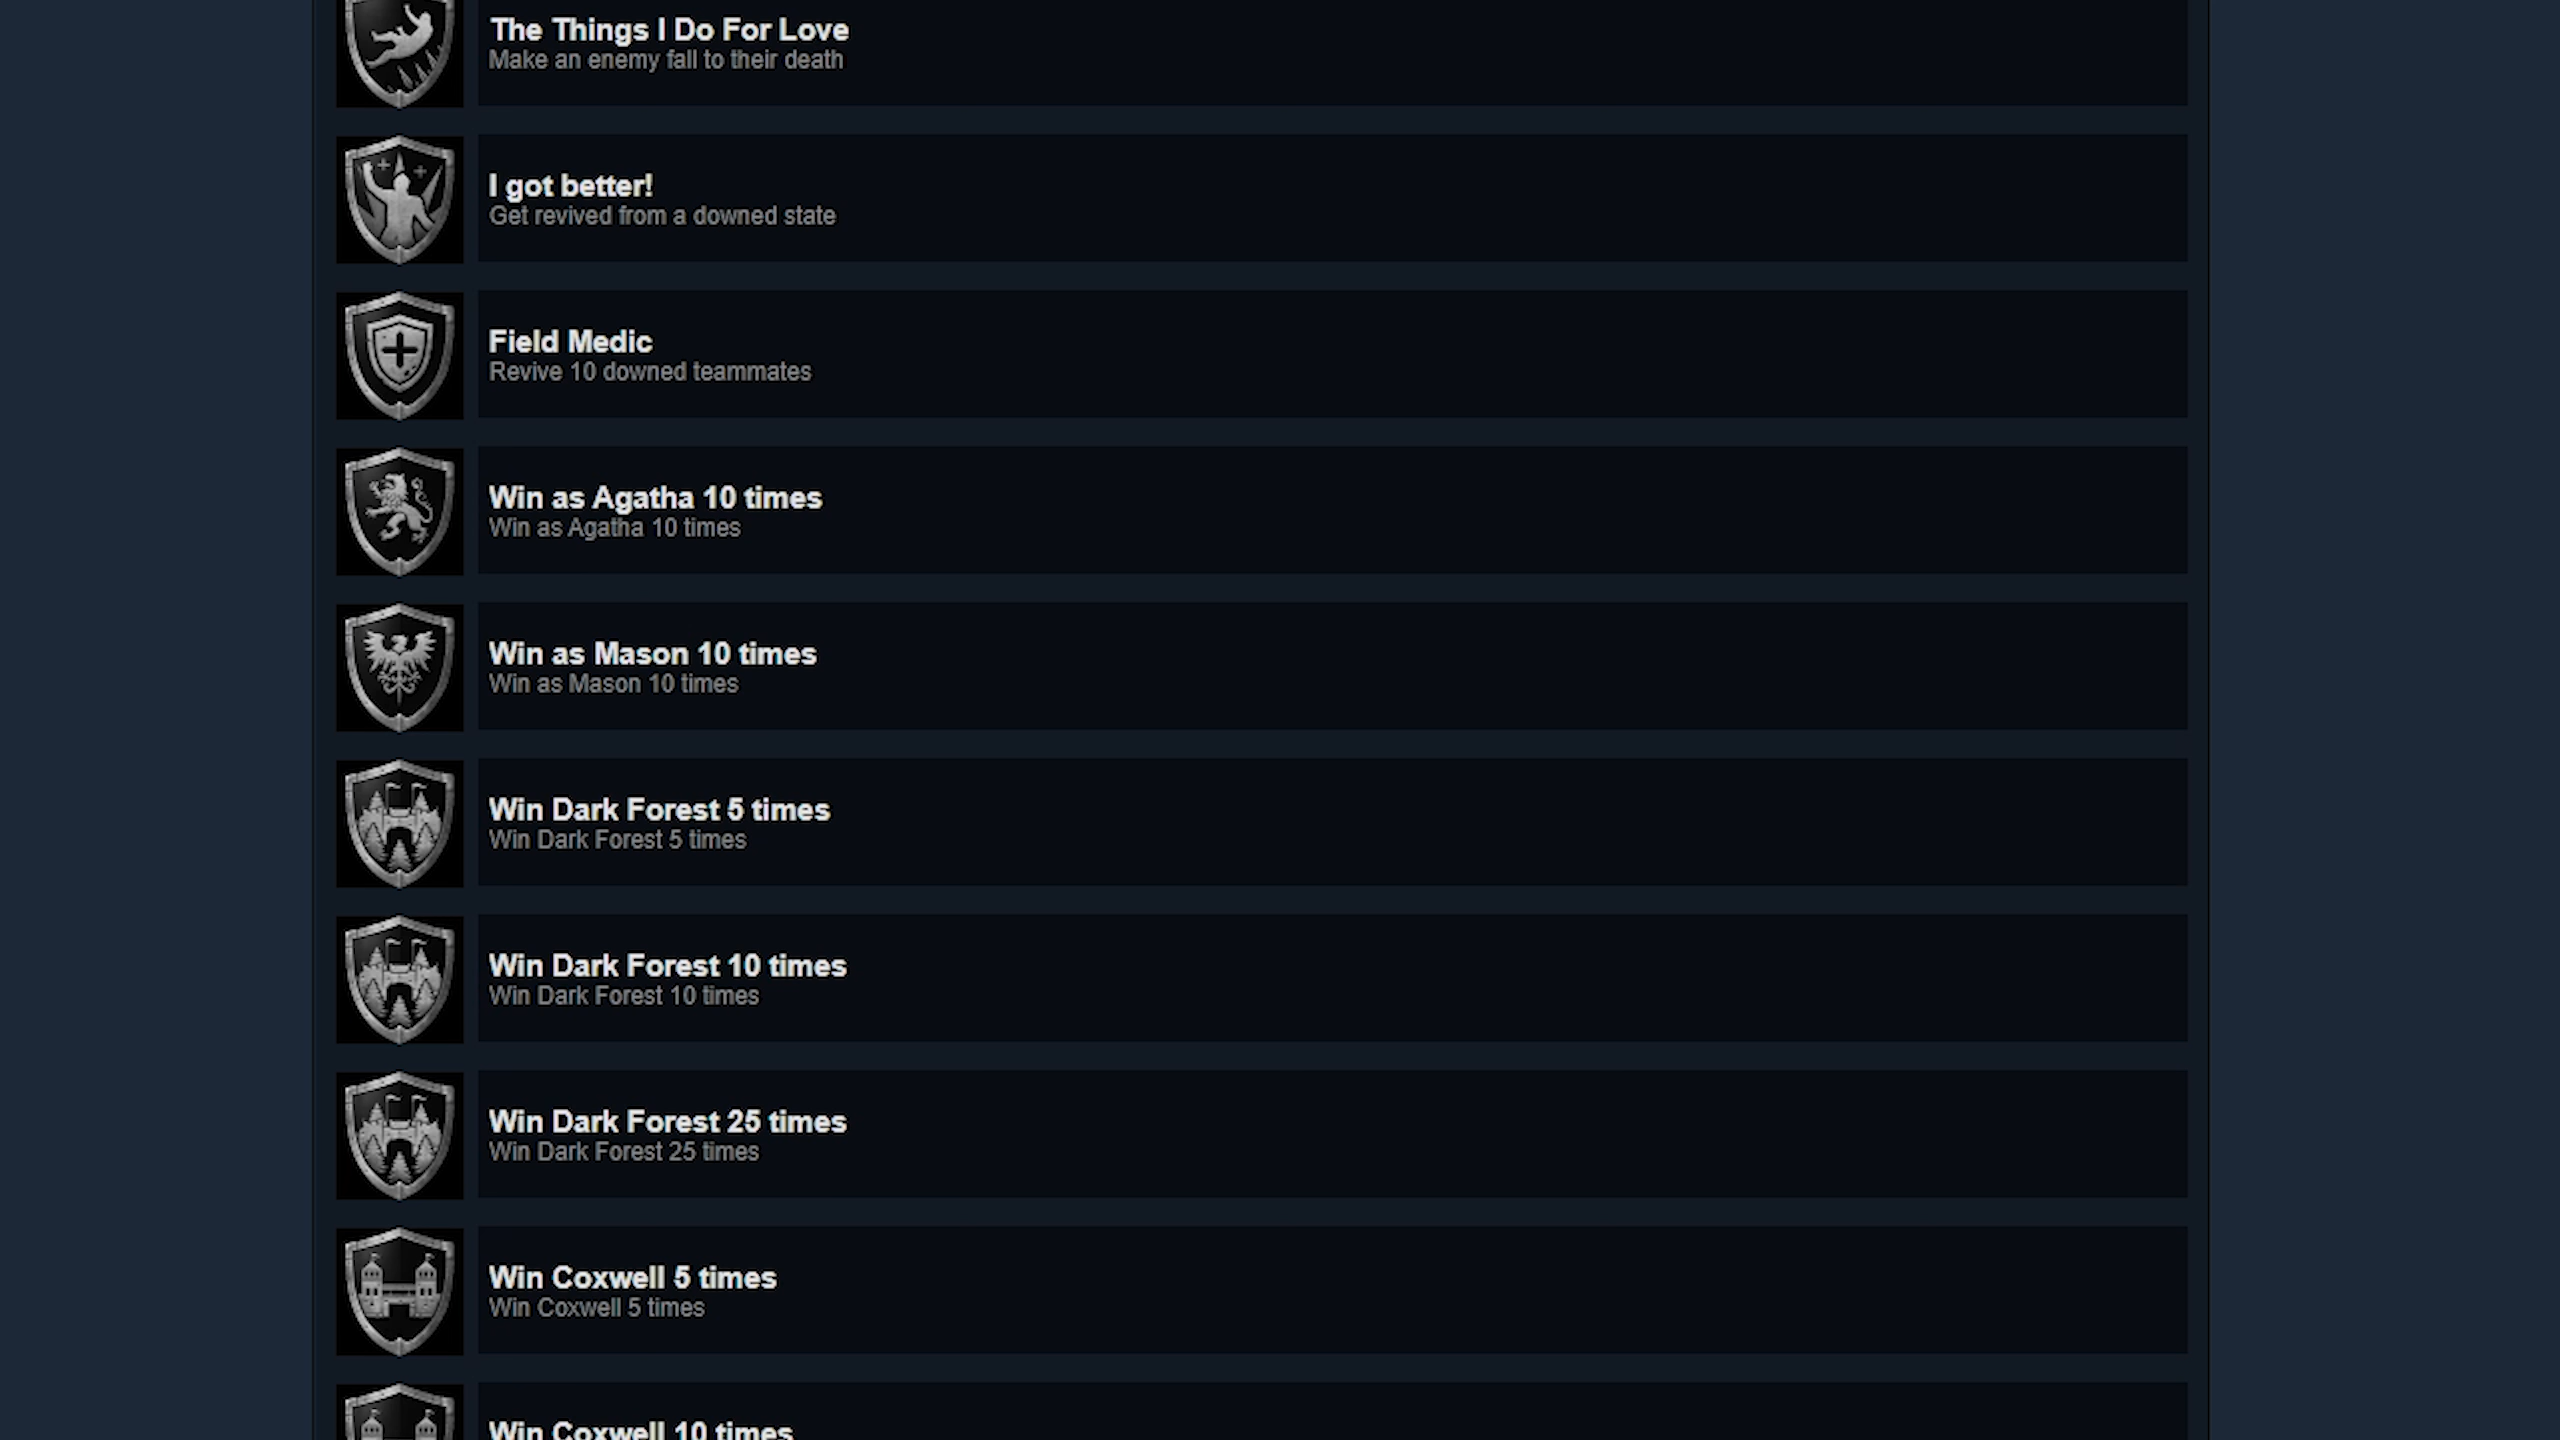 The Things I Do For Love
Make an enemy fall to their death
I got better!
Get revived from a downed state
Field Medic
Revive 10 downed teammates
Win as Agatha 10 times
Win as Agatha 10 times
Win as Mason 10 times
Win as Mason 10 times
Win Dark Forest 5 times
Win Dark Forest 5 times
Win Dark Forest 10 times
Win Dark Forest 10 times
Win Dark Forest 25 times
Win Dark Forest 25 times
Win Coxwell 5 times
Win Coxwell 5 times
Win Coxwell 10 times